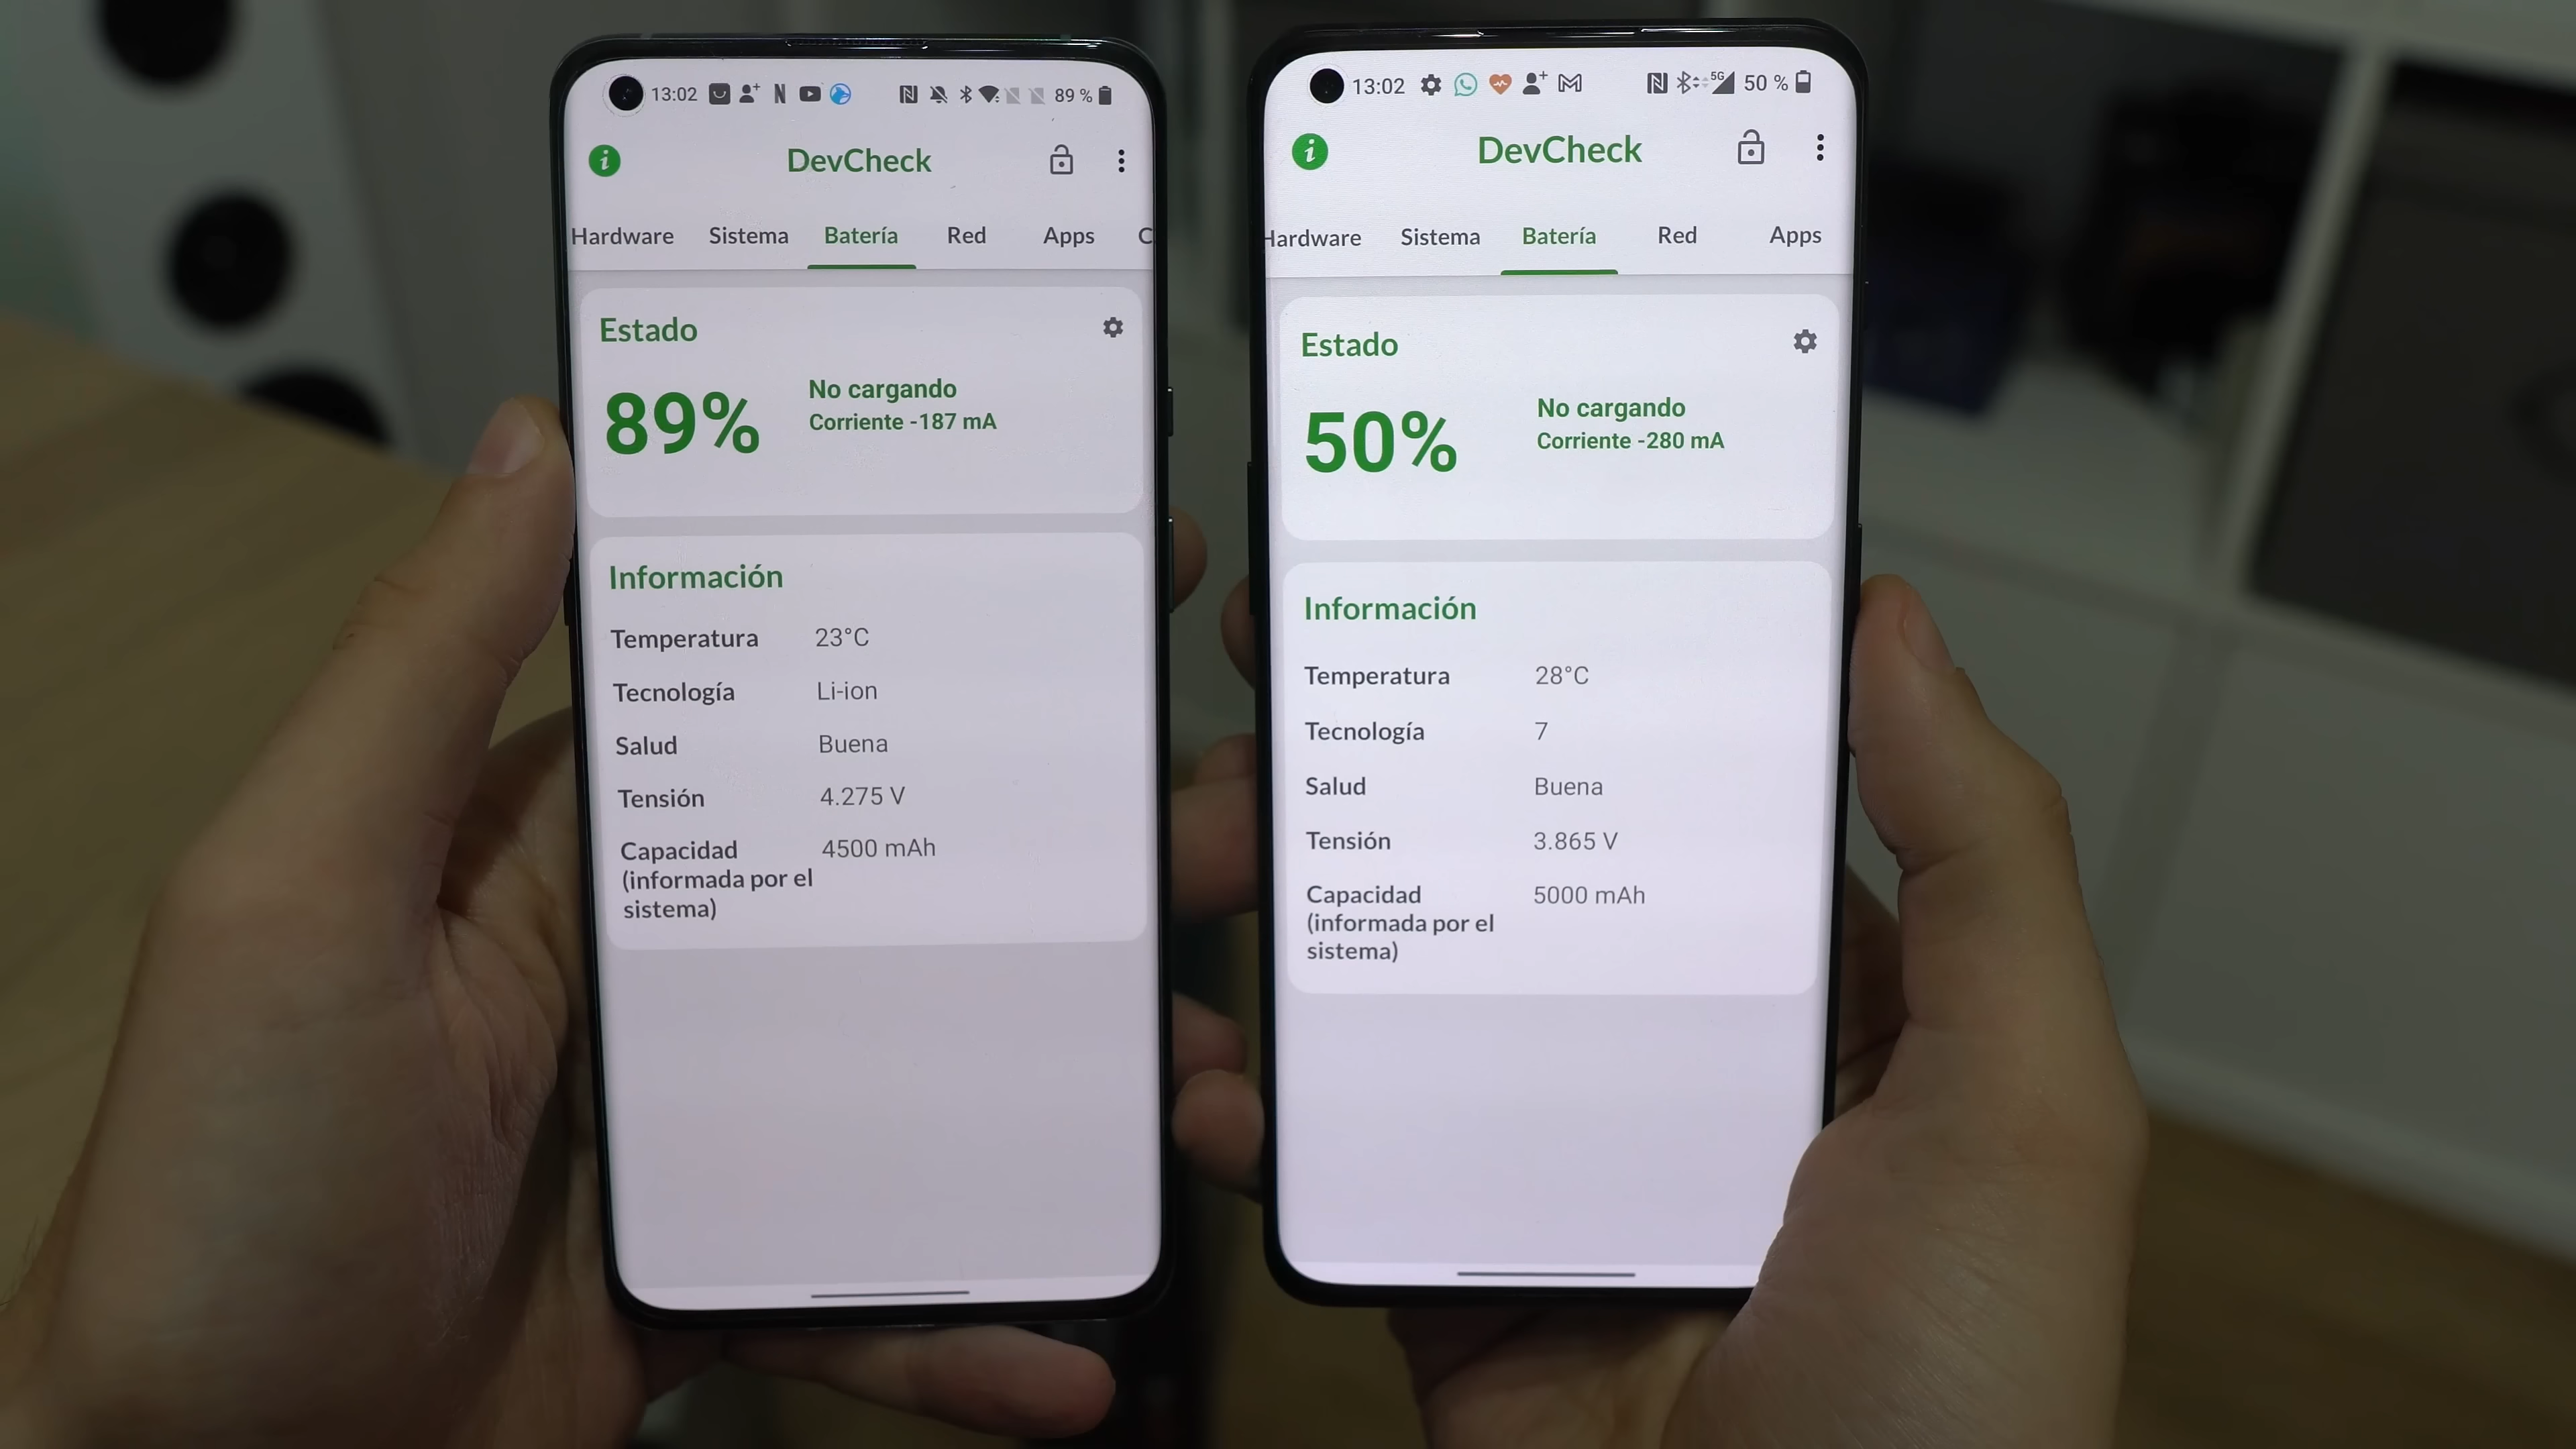 13:02 N 89 %
DevCheck
Hardware Sistema Batería Red Apps C
Estado
89% No cargando
Corriente -187 mA
Información
Temperatura 23°C
Tecnología Li-ion
Salud Buena
Tensión 4.275 V
Capacidad 4500 mAh
(informada por el
sistema)
13:02 5G 50 %
DevCheck
Hardware Sistema Batería Red Apps
Estado
50% No cargando
Corriente -280 mA
Información
Temperatura 28°C
Tecnología 7
Salud Buena
Tensión 3.865 V
Capacidad 5000 mAh
(informada por el
sistema)